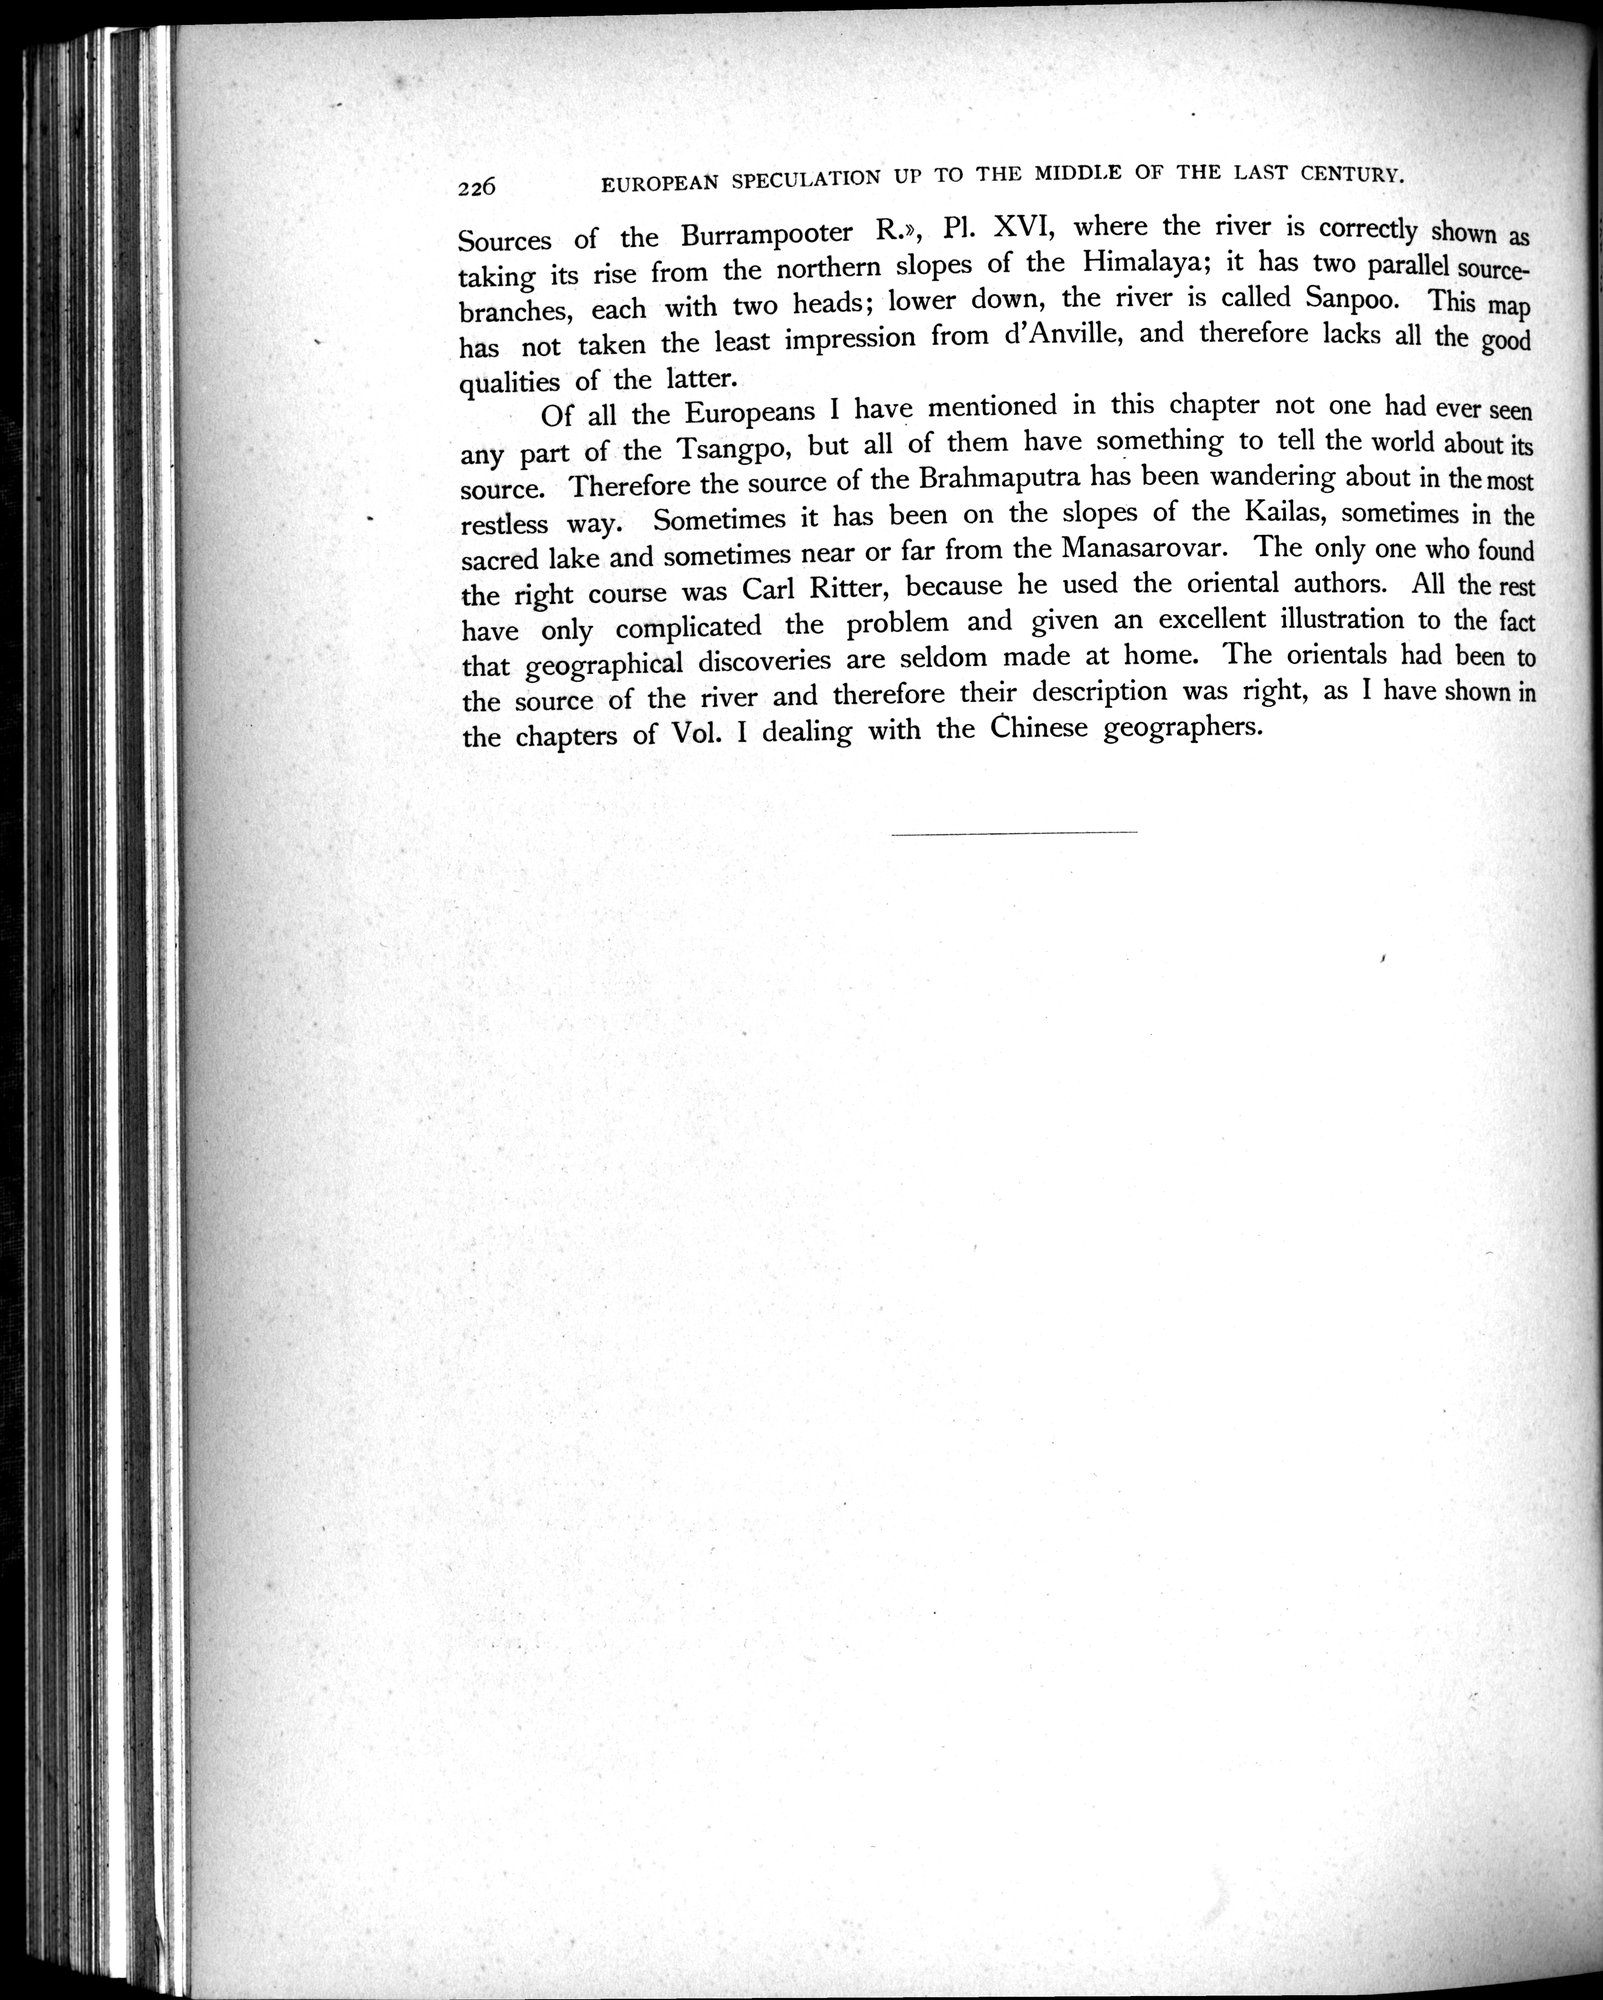 226 EUROPEAN SPECULATION UP TO THE MIDDLE OF THE LAST CENTURY.
Sources of the Burrampooter R.», Pl. XVI, where the river is correctly shown as
taking its rise from the northern slopes of the Himalaya; it has two parallel source-
branches, each with two heads; lower down, the river is called Sanpoo. This map
has not taken the least impression from d'Anville, and therefore lacks all the good
qualities of the latter.
Of all the Europeans I have mentioned in this chapter not one had ever seen
any part of the Tsangpo, but all of them have something to tell the world about its
source. Therefore the source of the Brahmaputra has been wandering about in the most
restless way. Sometimes it has been on the slopes of the Kailas, sometimes in the
sacred lake and sometimes near or far from the Manasarovar. The only one who found
the right course was Carl Ritter, because he used the oriental authors. All the rest
have only complicated the problem and given an excellent illustration to the fact
that geographical discoveries are seldom made at home. The orientals had been to
the source of the river and therefore their description was right, as I have shown in
the chapters of Vol. I dealing with the Chinese geographers.